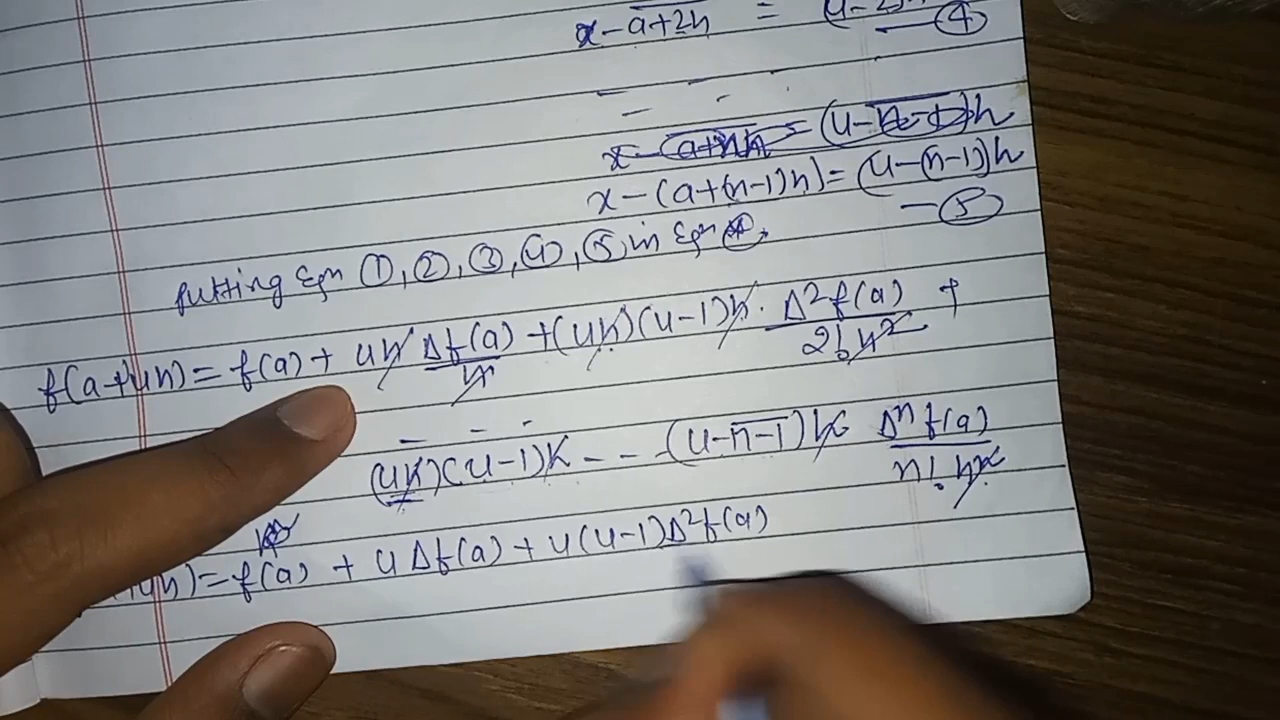 x - a+2h = (u-2)h — ④
x - (a+(n-1)h) = (u-(n-1))h — ⑤
putting Eqn ①, ②, ③, ④, ⑤ in Eqn
f(a+uh) = f(a) + uh Δf(a)/h + (uh)(u-1)h · Δ²f(a)/2! h² +
(uh)(u-1)h - - - (u-n-1)h Δⁿf(a)/n! hⁿ
uh) = f(a) + u Δf(a) + u(u-1)Δ²f(a)